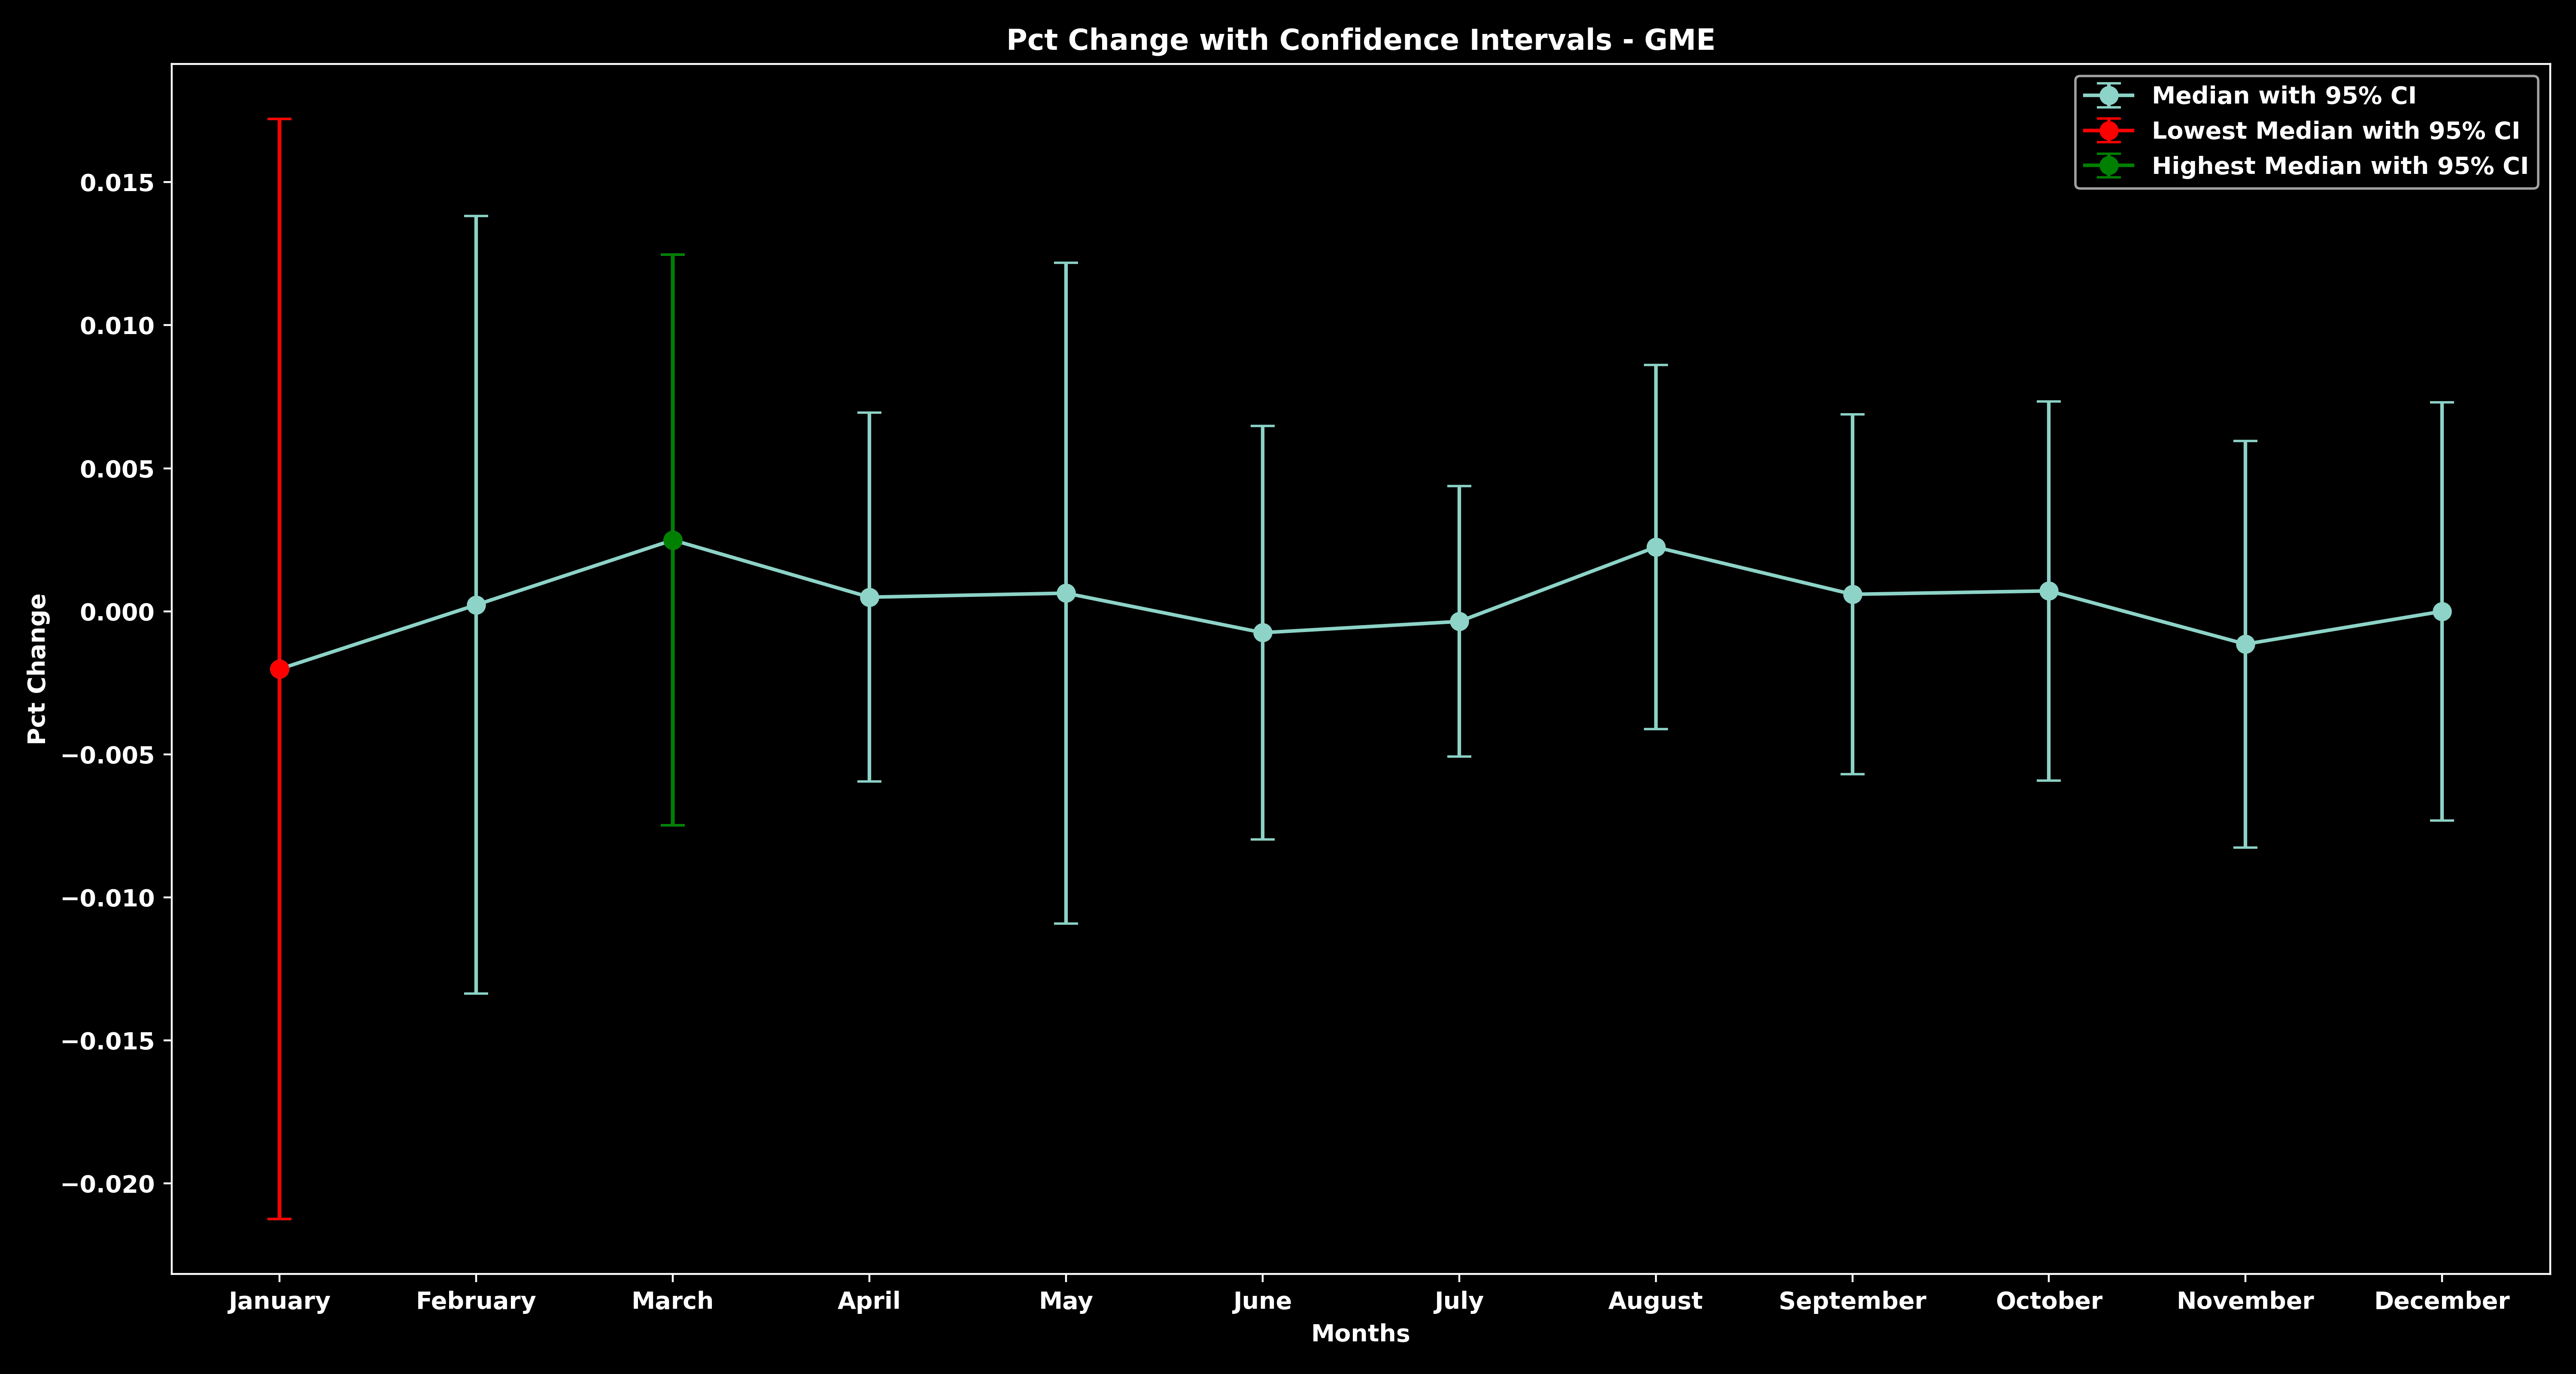 Pct Change with Confidence Intervals - GME
Median with 95% CI
Lowest Median with 95% CI
Highest Median with 95% CI
Pct Change
0.015
0.010
0.005
0.000
−0.005
−0.010
−0.015
−0.020
January February March April May June July August September October November December
Months